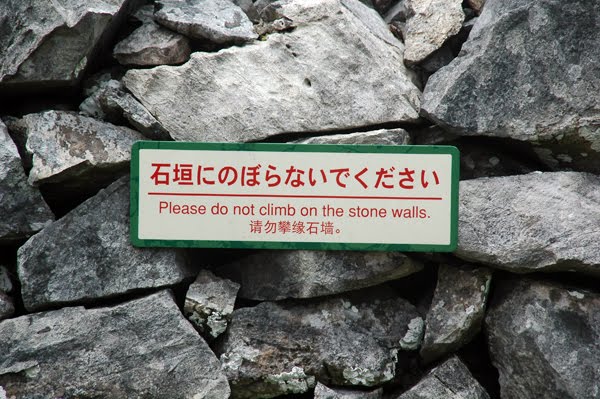 石垣にのぼらないでください
Please do not climb on the stone walls.
请勿攀缘石墙。